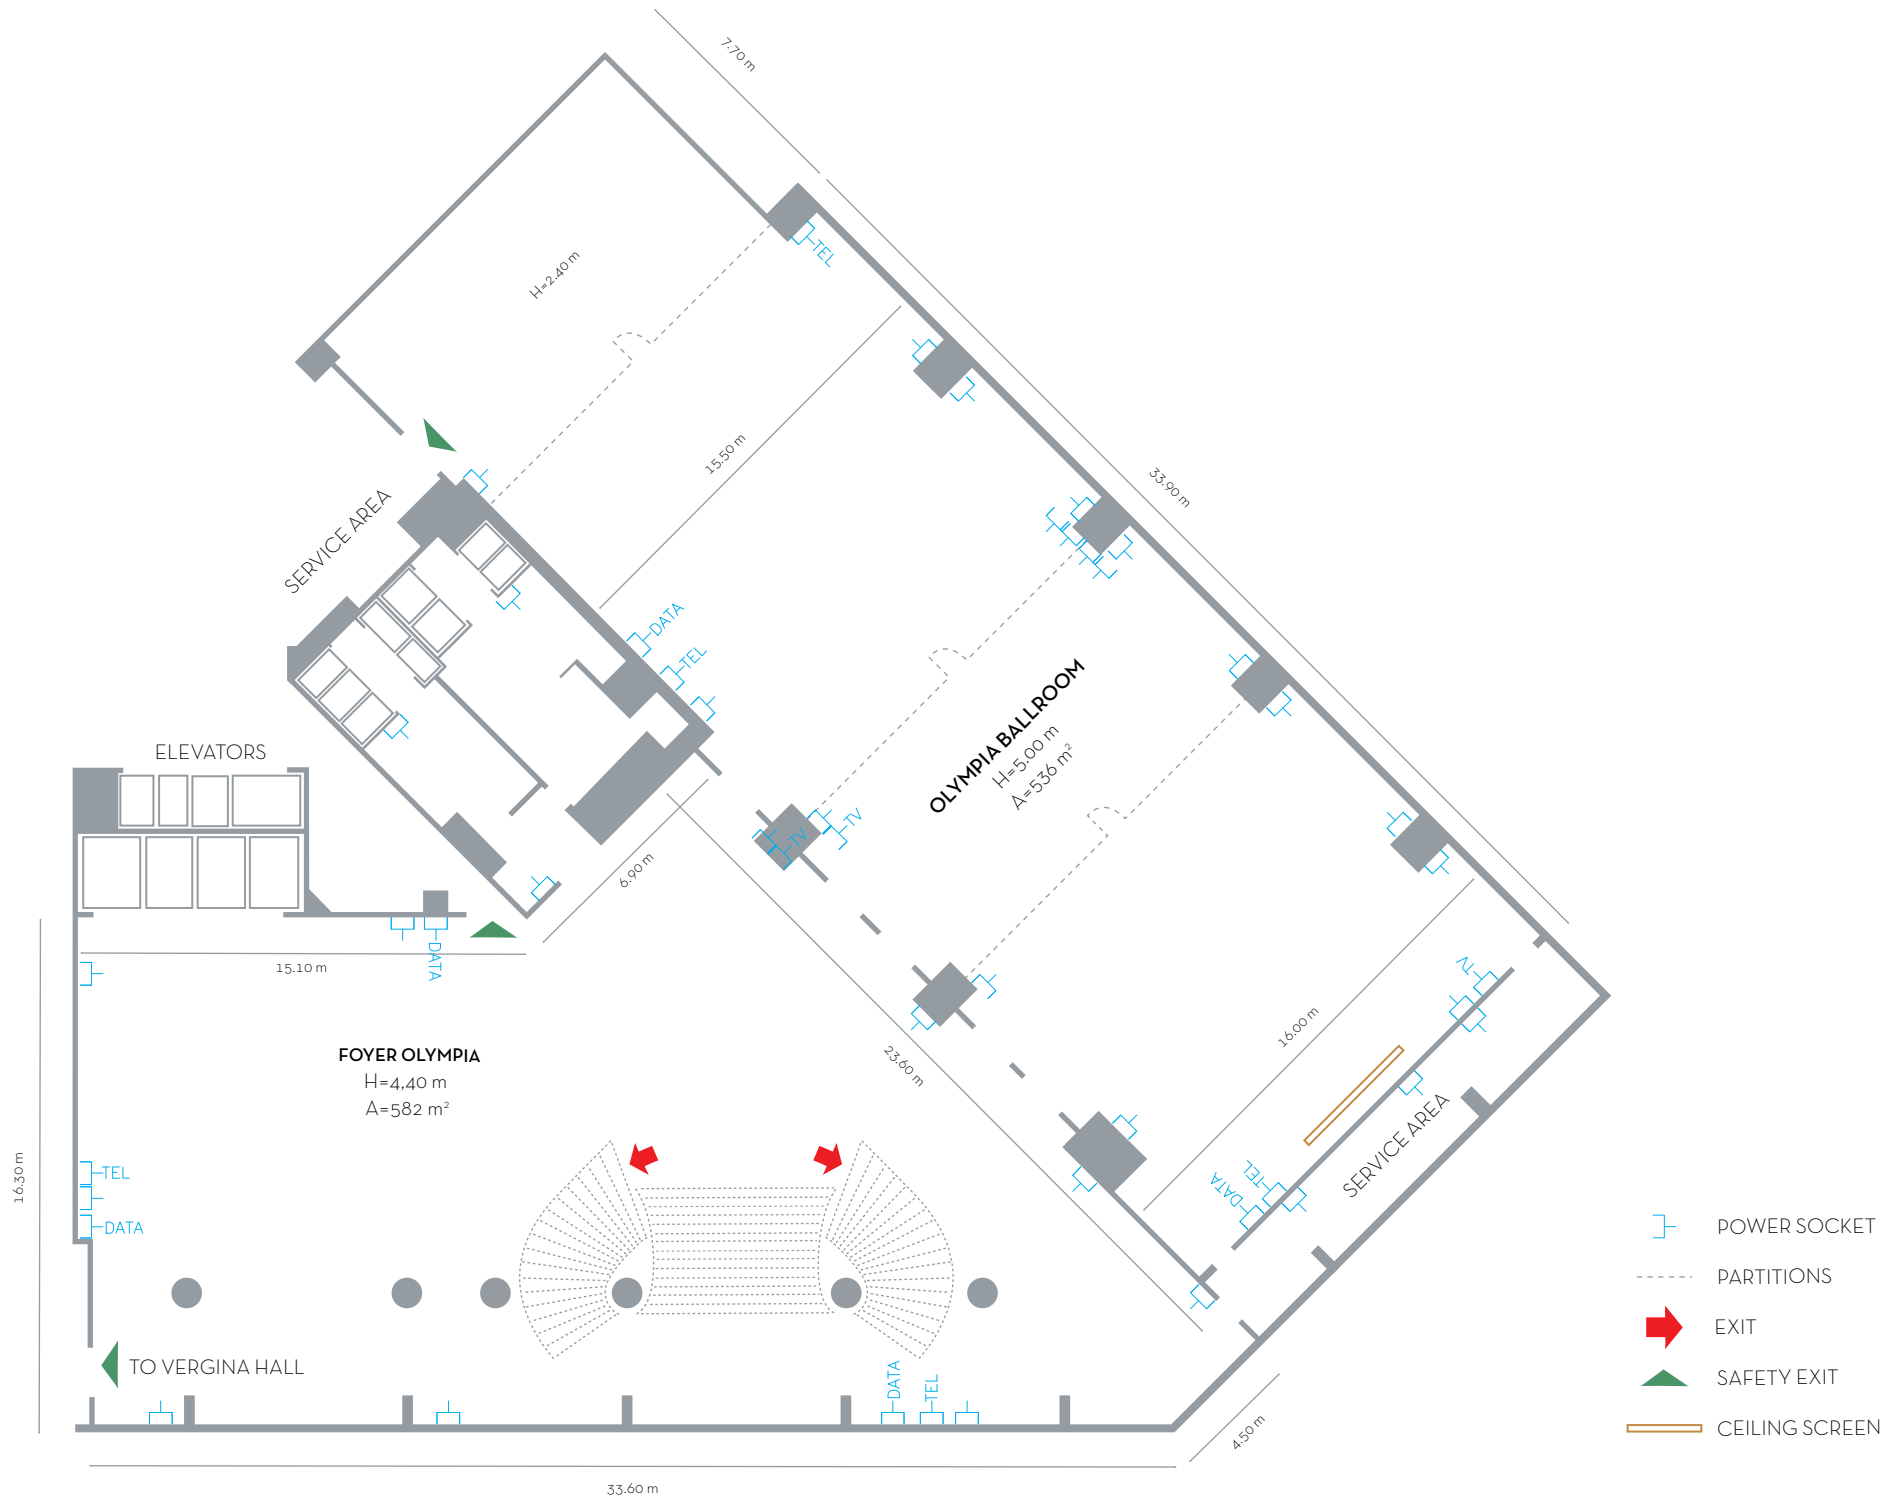 7.70 m
TEL
H=2.40 m
15.50 m
33.90 m
SERVICE AREA
DATA
TEL
OLYMPIA BALLROOM
H=5.00 m
A=536 m²
ELEVATORS
TV
TV
6.90 m
DATA
15.10 m
TV
FOYER OLYMPIA
H=4,40 m
A=582 m²
23.60 m
16.00 m
SERVICE AREA
16.30 m
TEL
DATA
TEL
DATA
TO VERGINA HALL
DATA
TEL
4.50 m
33.60 m
POWER SOCKET
PARTITIONS
EXIT
SAFETY EXIT
CEILING SCREEN